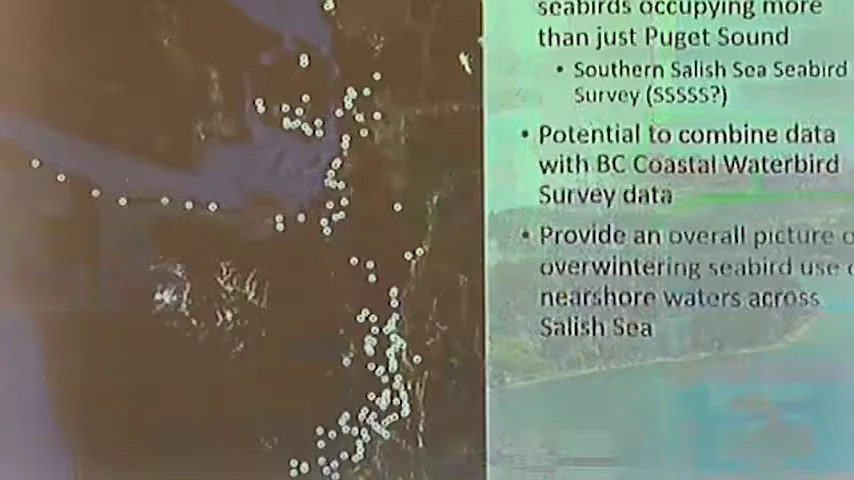 seabirds occupying more
than just Puget Sound
• Southern Salish Sea Seabird
Survey (SSSSS?)
• Potential to combine data
with BC Coastal Waterbird
Survey data
• Provide an overall picture
overwintering seabird use
nearshore waters across
Salish Sea